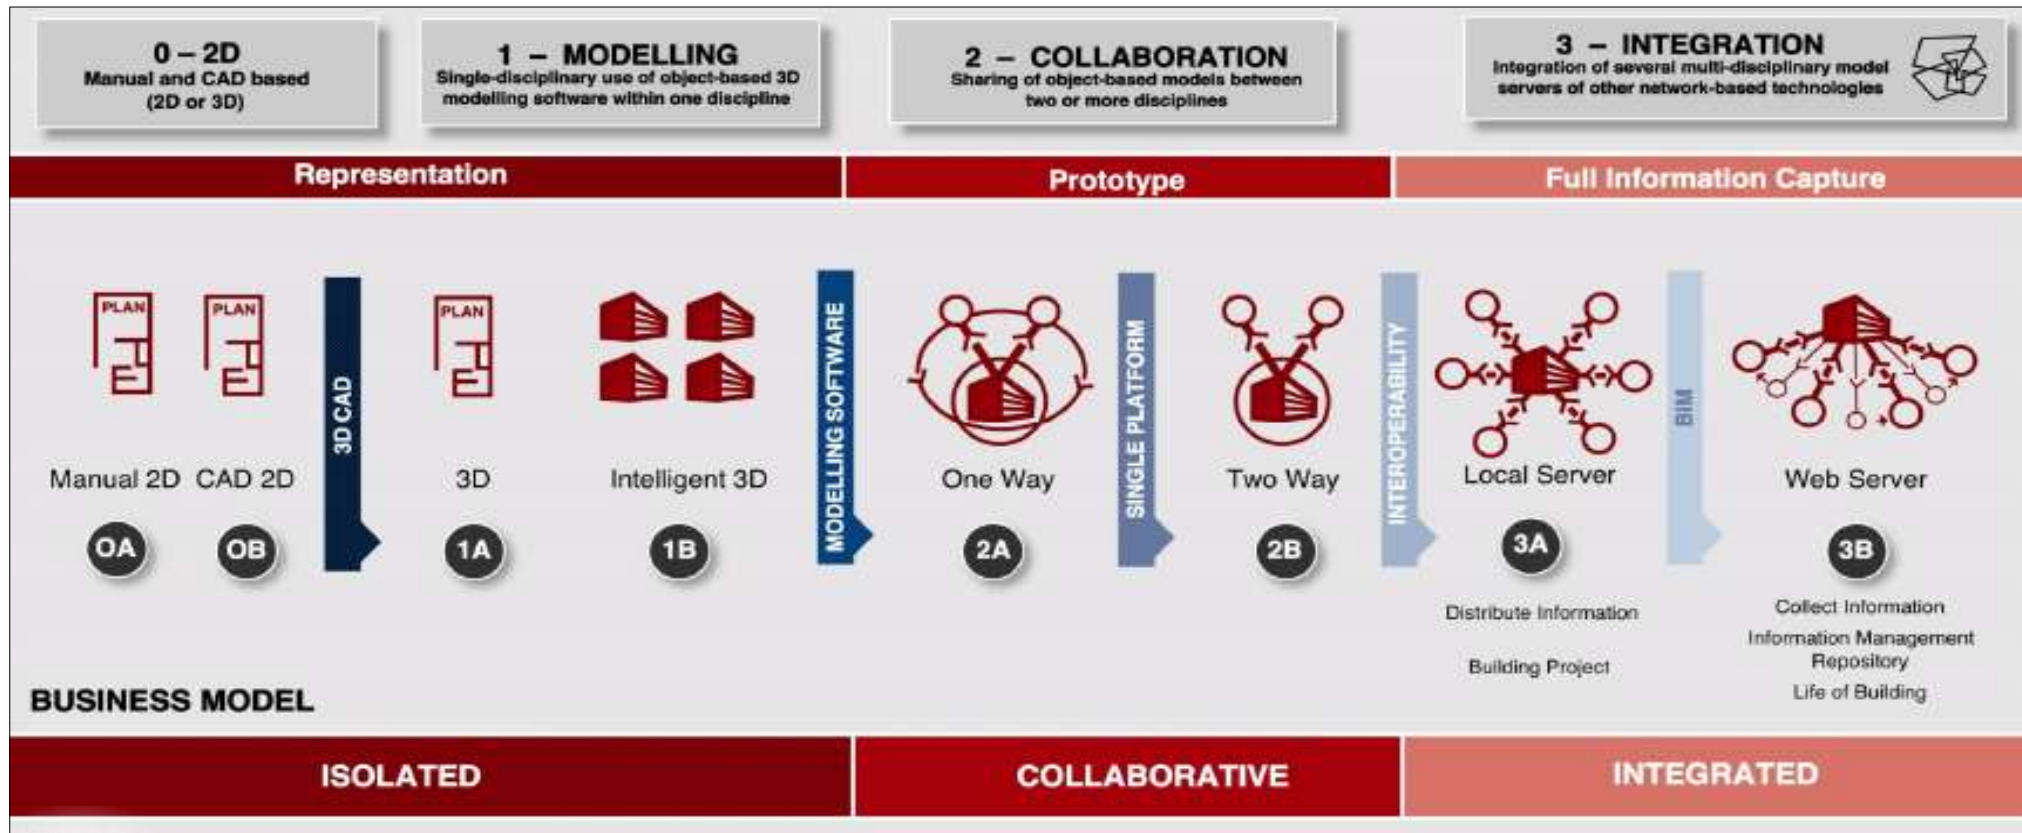 0 – 2D
Manual and CAD based
(2D or 3D)
1 – MODELLING
Single-disciplinary use of object-based 3D
modelling software within one discipline
2 – COLLABORATION
Sharing of object-based models between
two or more disciplines
3 – INTEGRATION
Integration of several multi-disciplinary model
servers of other network-based technologies
Representation
Prototype
Full Information Capture
PLAN
PLAN
3D CAD
PLAN
MODELLING SOFTWARE
SINGLE PLATFORM
INTEROPERABILITY
BIM
Manual 2D
CAD 2D
3D
Intelligent 3D
One Way
Two Way
Local Server
Web Server
OA
OB
1A
1B
2A
2B
3A
3B
Distribute Information
Building Project
Collect Information
Information Management
Repository
Life of Building
BUSINESS MODEL
ISOLATED
COLLABORATIVE
INTEGRATED